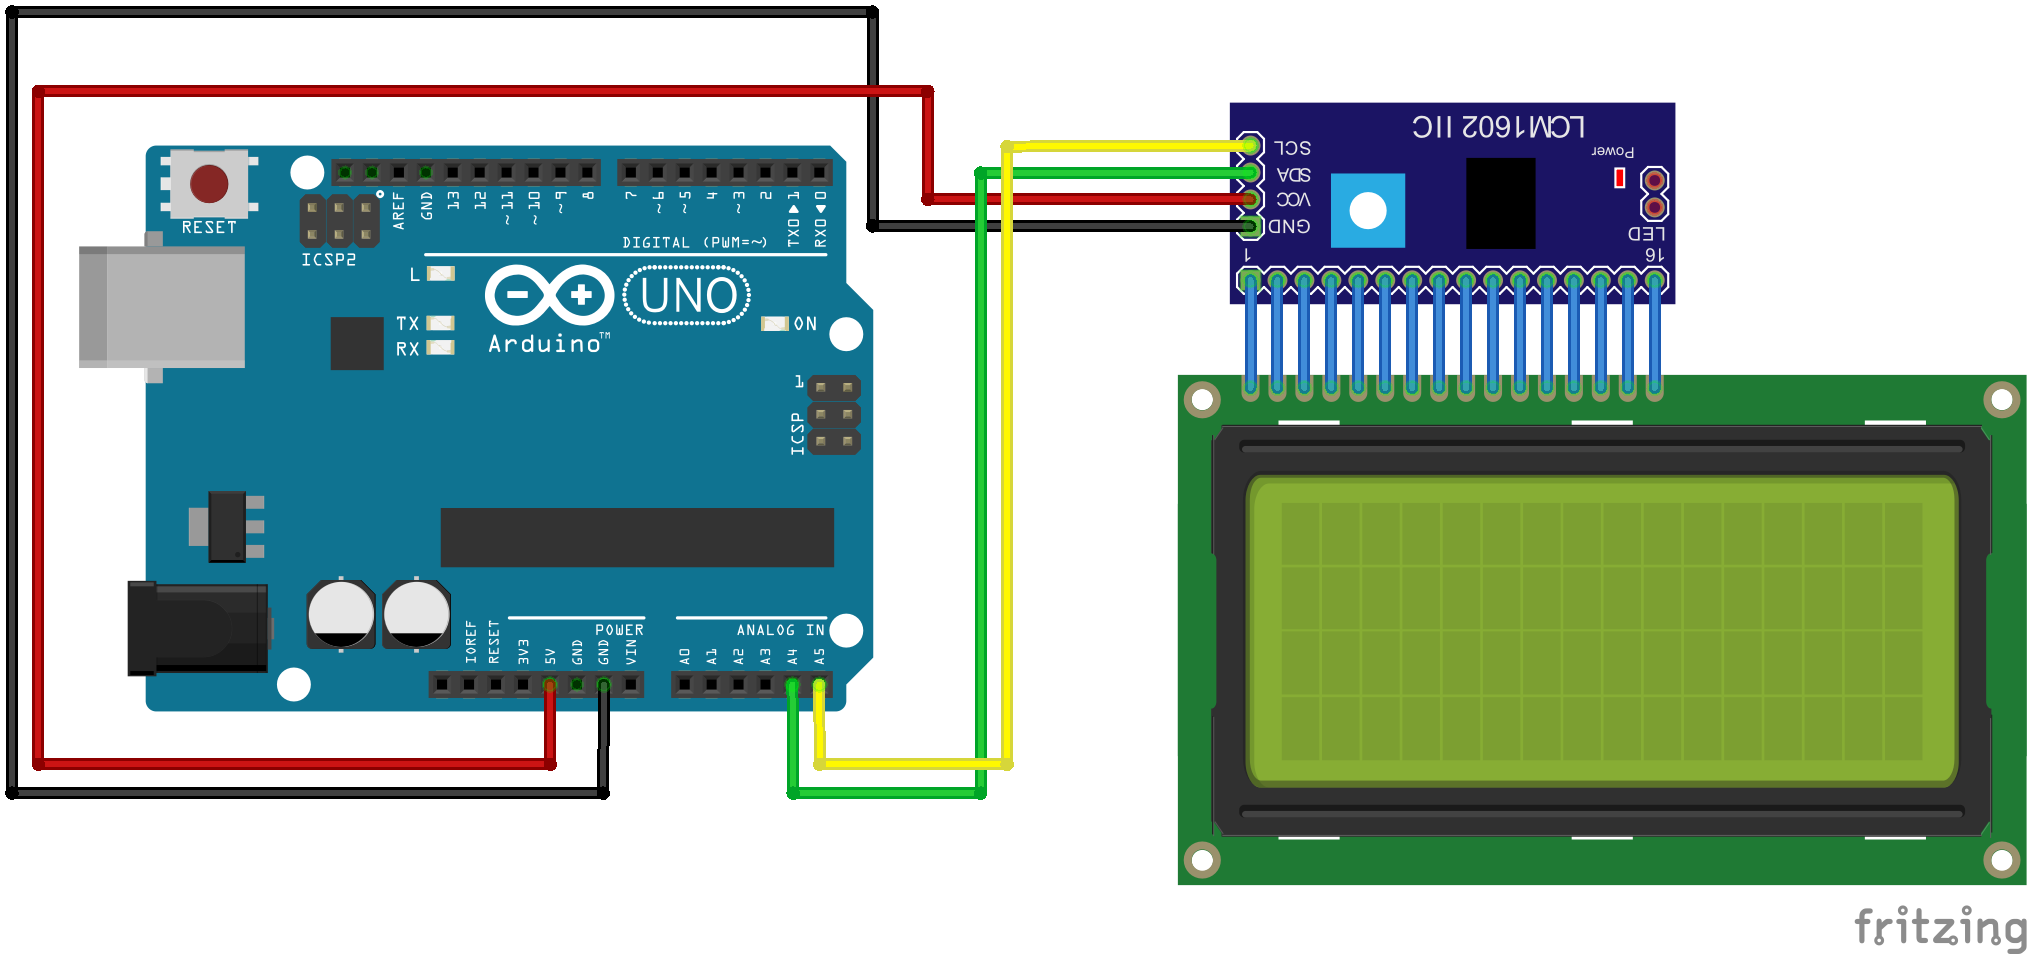 RESET
ICSP2
AREF
GND
13
12
~11
~10
~9
8
7
~6
~5
4
~3
2
TX0▶1
RX0◀0
DIGITAL (PWM=~)
L
TX
RX
UNO
Arduino™
ON
1
ICSP
POWER
ANALOG IN
IOREF
RESET
3V3
5V
GND
GND
VIN
A0
A1
A2
A3
A4
A5
LCM1602 IIC
SCL
SDA
VCC
GND
Power
LED
1
16
fritzing